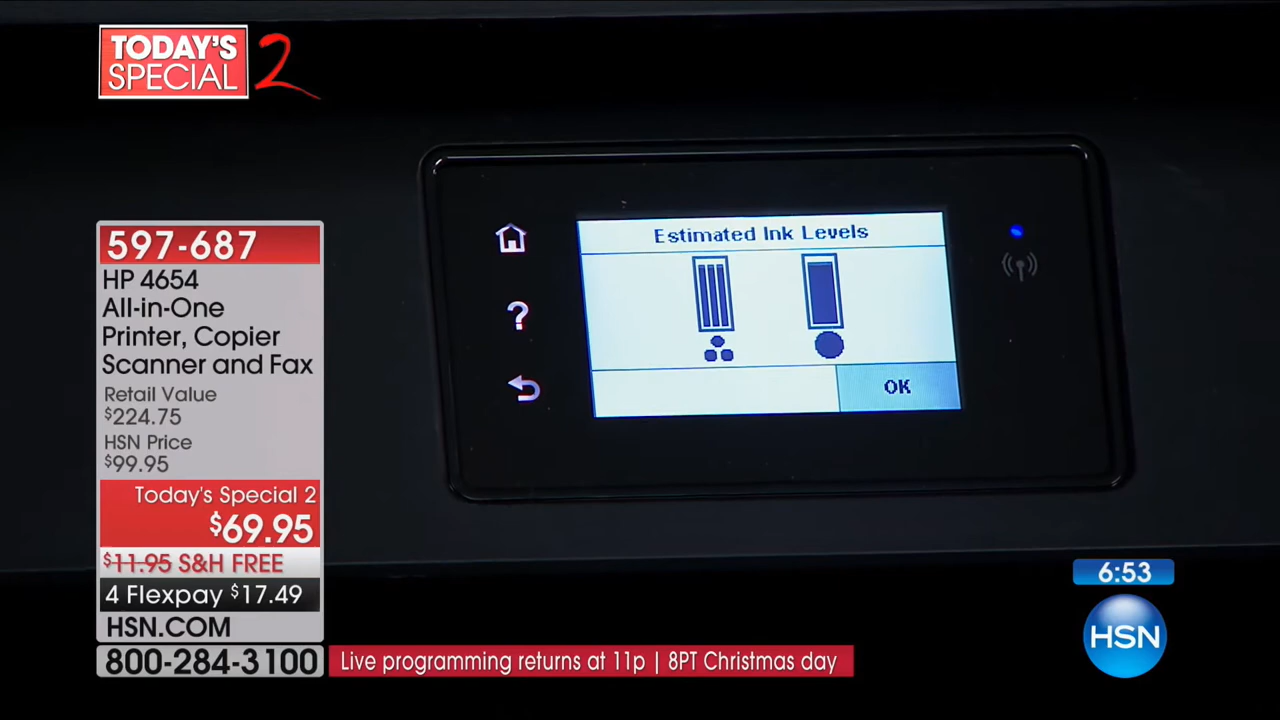 TODAY'S
SPECIAL 2
597-687
HP 4654
All-in-One
Printer, Copier
Scanner and Fax
Retail Value
$224.75
HSN Price
$99.95
Today's Special 2
$69.95
$11.95 S&H FREE
4 Flexpay $17.49
HSN.COM
800-284-3100
Live programming returns at 11p | 8PT Christmas day
Estimated Ink Levels
?
OK
6:53
HSN